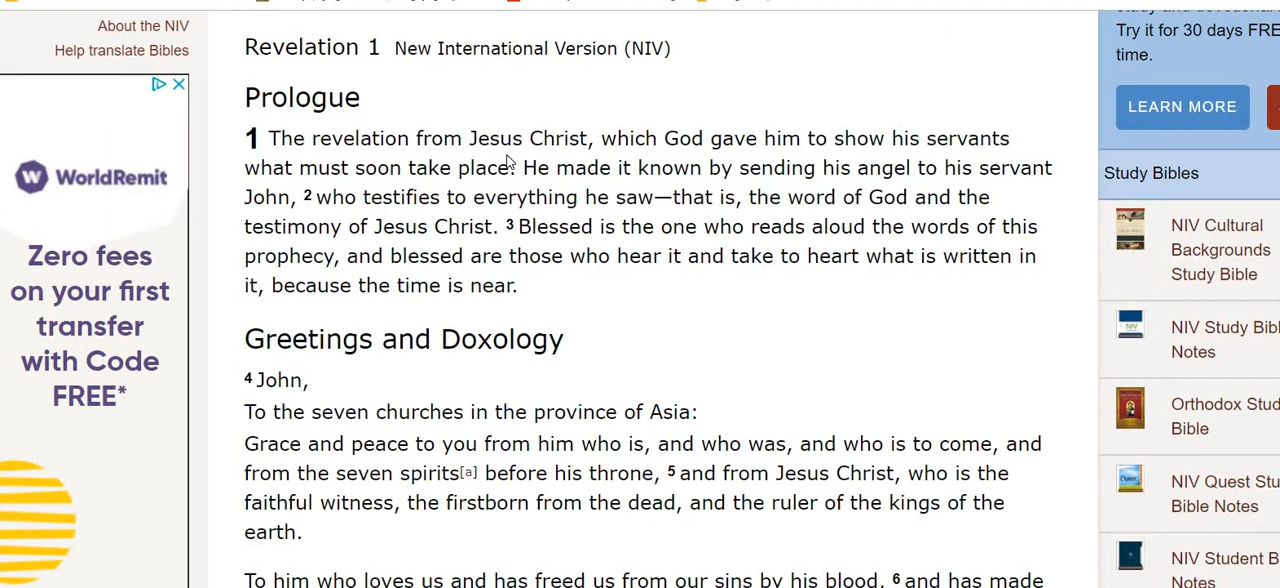 About the NIV
Help translate Bibles
WorldRemit
Zero fees
on your first
transfer
with Code
FREE*
Revelation 1 New International Version (NIV)
Prologue
1 The revelation from Jesus Christ, which God gave him to show his servants
what must soon take place. He made it known by sending his angel to his servant
John, 2 who testifies to everything he saw—that is, the word of God and the
testimony of Jesus Christ. 3 Blessed is the one who reads aloud the words of this
prophecy, and blessed are those who hear it and take to heart what is written in
it, because the time is near.
Greetings and Doxology
4 John,
To the seven churches in the province of Asia:
Grace and peace to you from him who is, and who was, and who is to come, and
from the seven spirits[a] before his throne, 5 and from Jesus Christ, who is the
faithful witness, the firstborn from the dead, and the ruler of the kings of the
earth.
To him who loves us and has freed us from our sins by his blood, 6 and has made
Try it for 30 days FRE
time.
LEARN MORE
Study Bibles
NIV Cultural
Backgrounds
Study Bible
NIV Study Bibl
Notes
Orthodox Stud
Bible
NIV Quest Stu
Bible Notes
NIV Student B
Notes